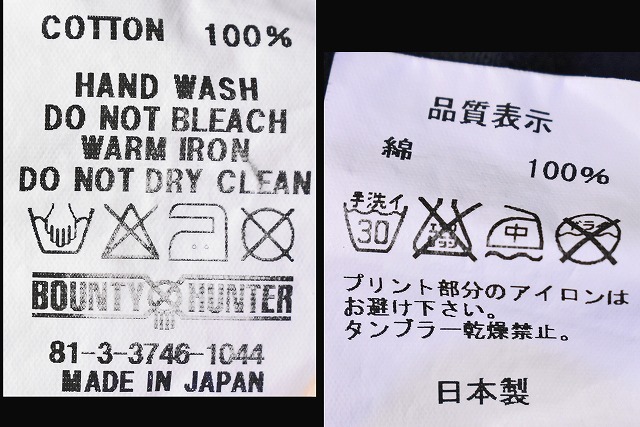 COTTON 100%
HAND WASH
DO NOT BLEACH
WARM IRON
DO NOT DRY CLEAN
BOUNTY HUNTER
81-3-3746-1044
MADE IN JAPAN
品質表示
綿 100%
手洗イ
30
中
プリント部分のアイロンは
お避け下さい。
タンブラー乾燥禁止。
日本製